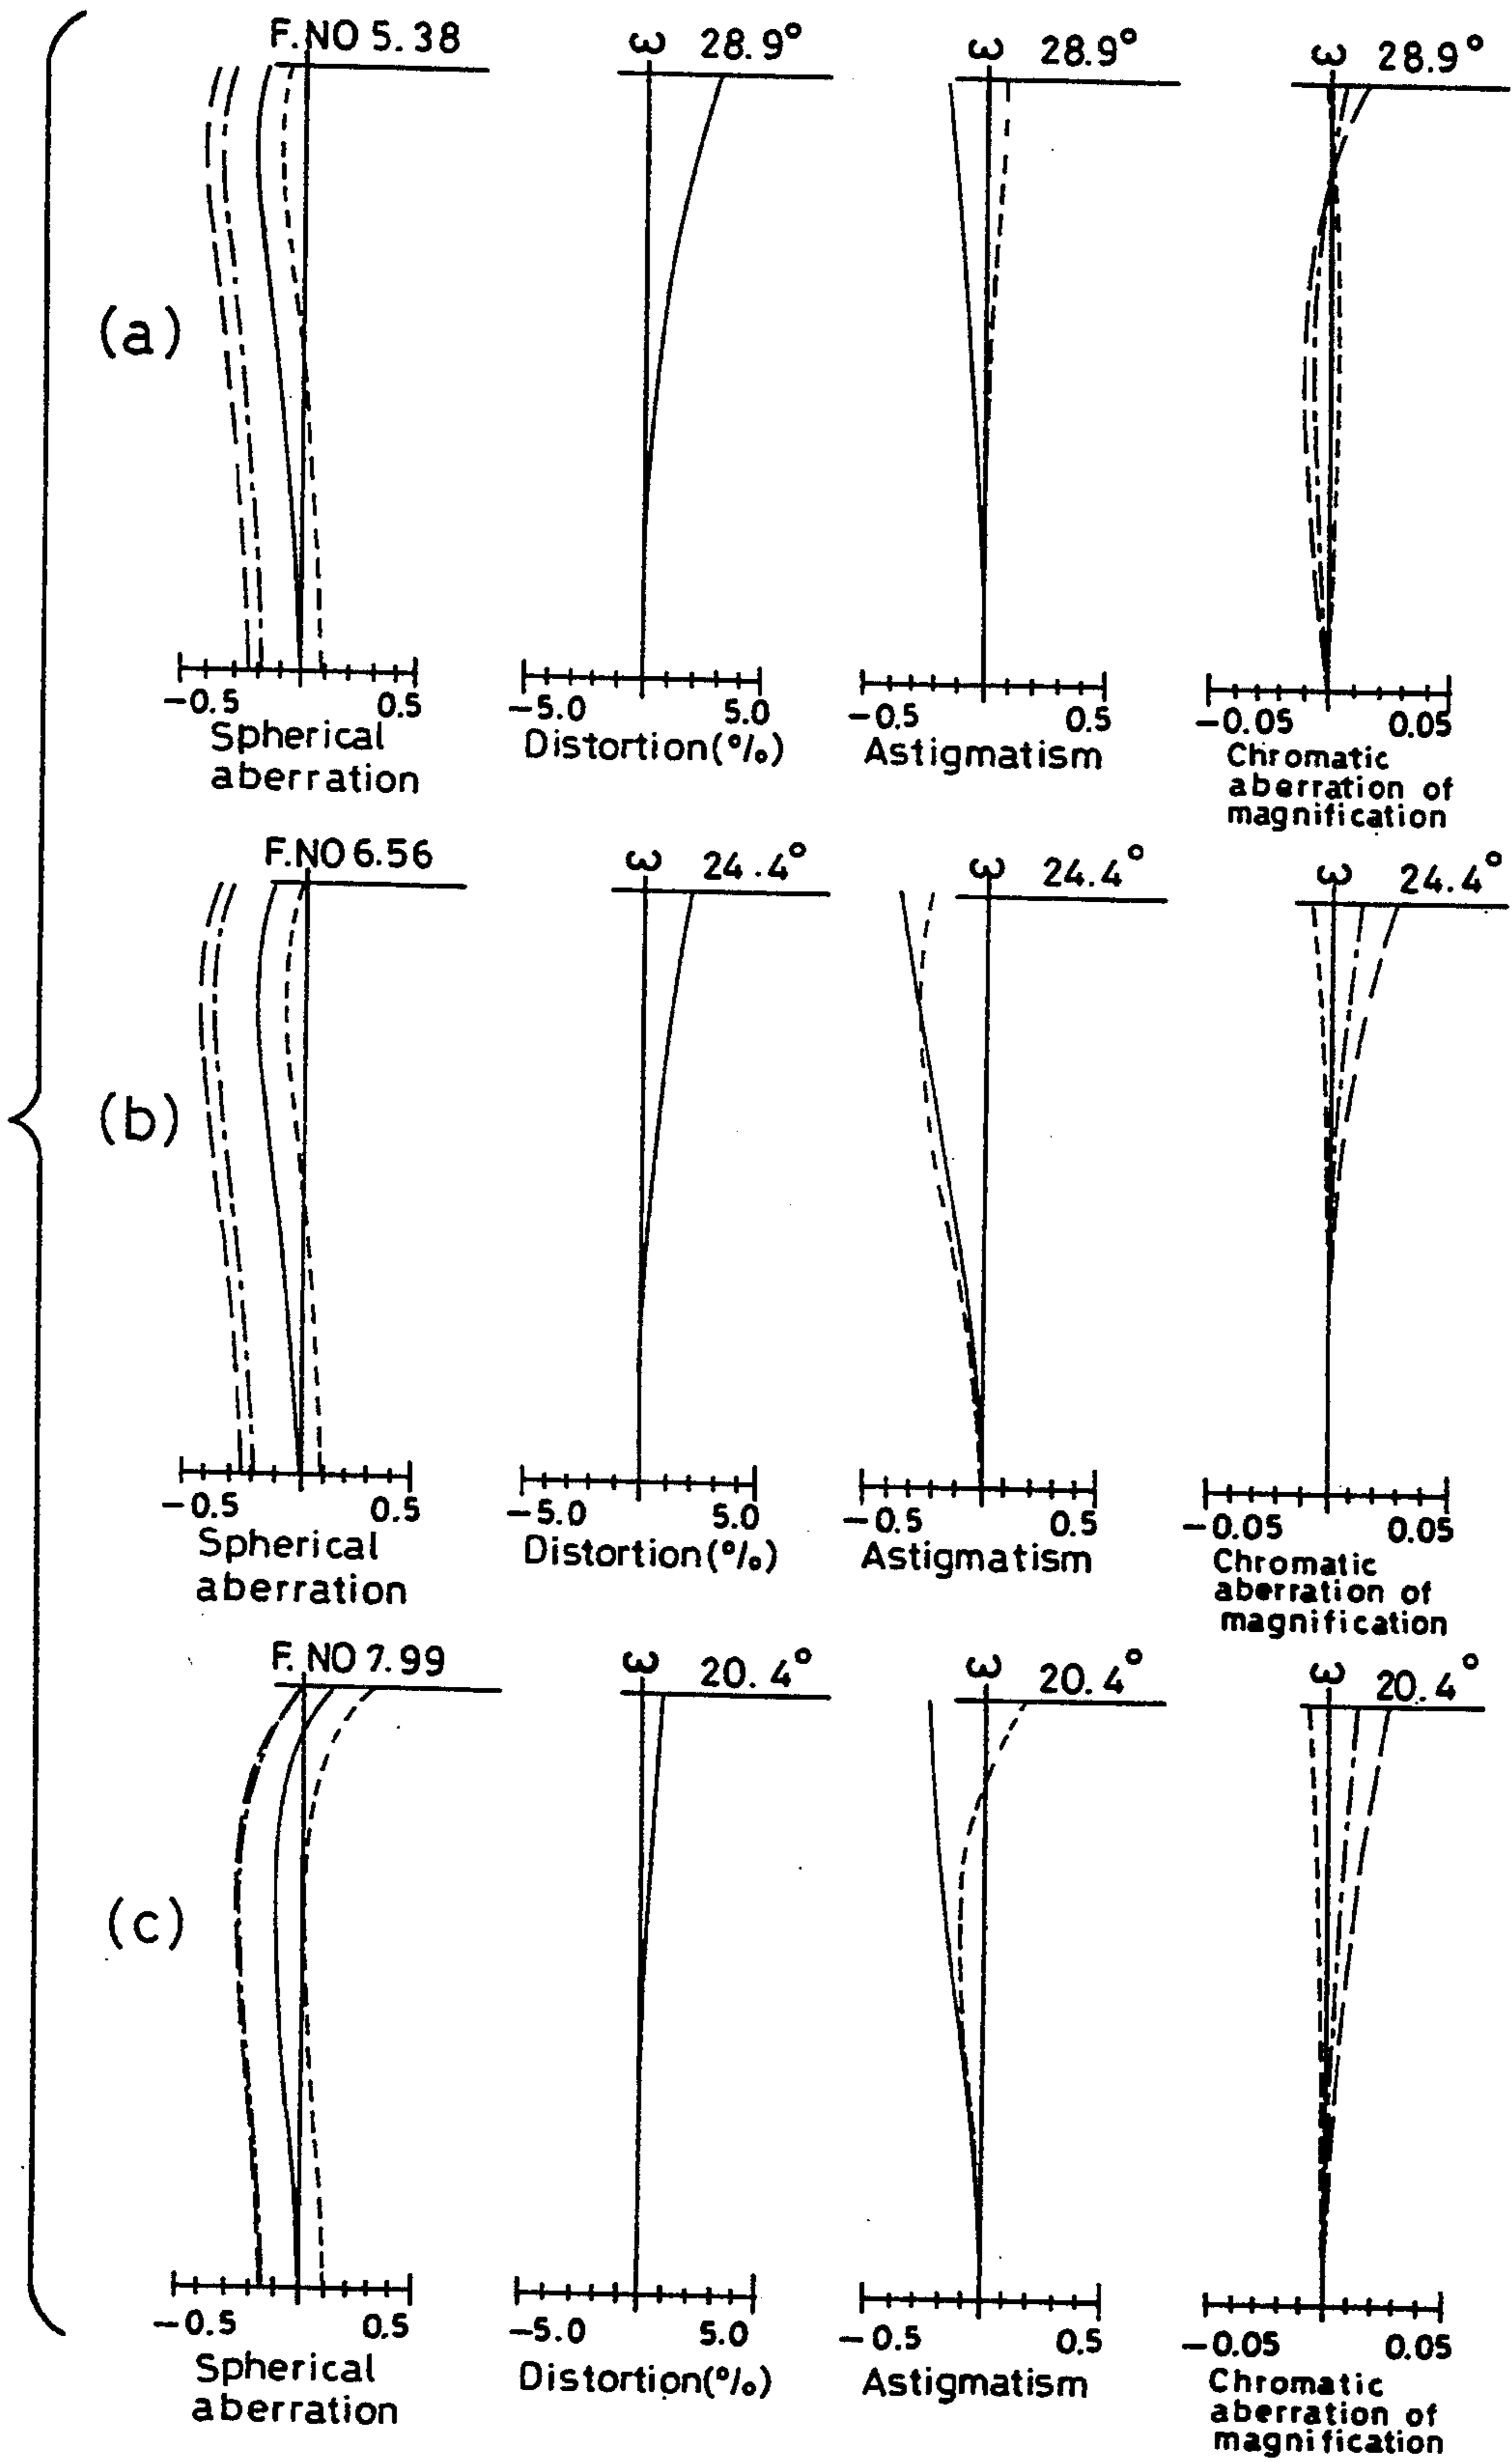 F.NO 5.38
ω 28.9°
ω 28.9°
ω 28.9°
(a)
-0.5 0.5
Spherical
aberration
-5.0 5.0
Distortion(%)
-0.5 0.5
Astigmatism
-0.05 0.05
Chromatic
aberration of
magnification
F.NO 6.56
ω 24.4°
ω 24.4°
ω 24.4°
(b)
-0.5 0.5
Spherical
aberration
-5.0 5.0
Distortion(%)
-0.5 0.5
Astigmatism
-0.05 0.05
Chromatic
aberration of
magnification
F. NO 7.99
ω 20.4°
ω 20.4°
ω 20.4°
(c)
-0.5 0.5
Spherical
aberration
-5.0 5.0
Distortion(%)
-0.5 0.5
Astigmatism
-0.05 0.05
Chromatic
aberration of
magnification